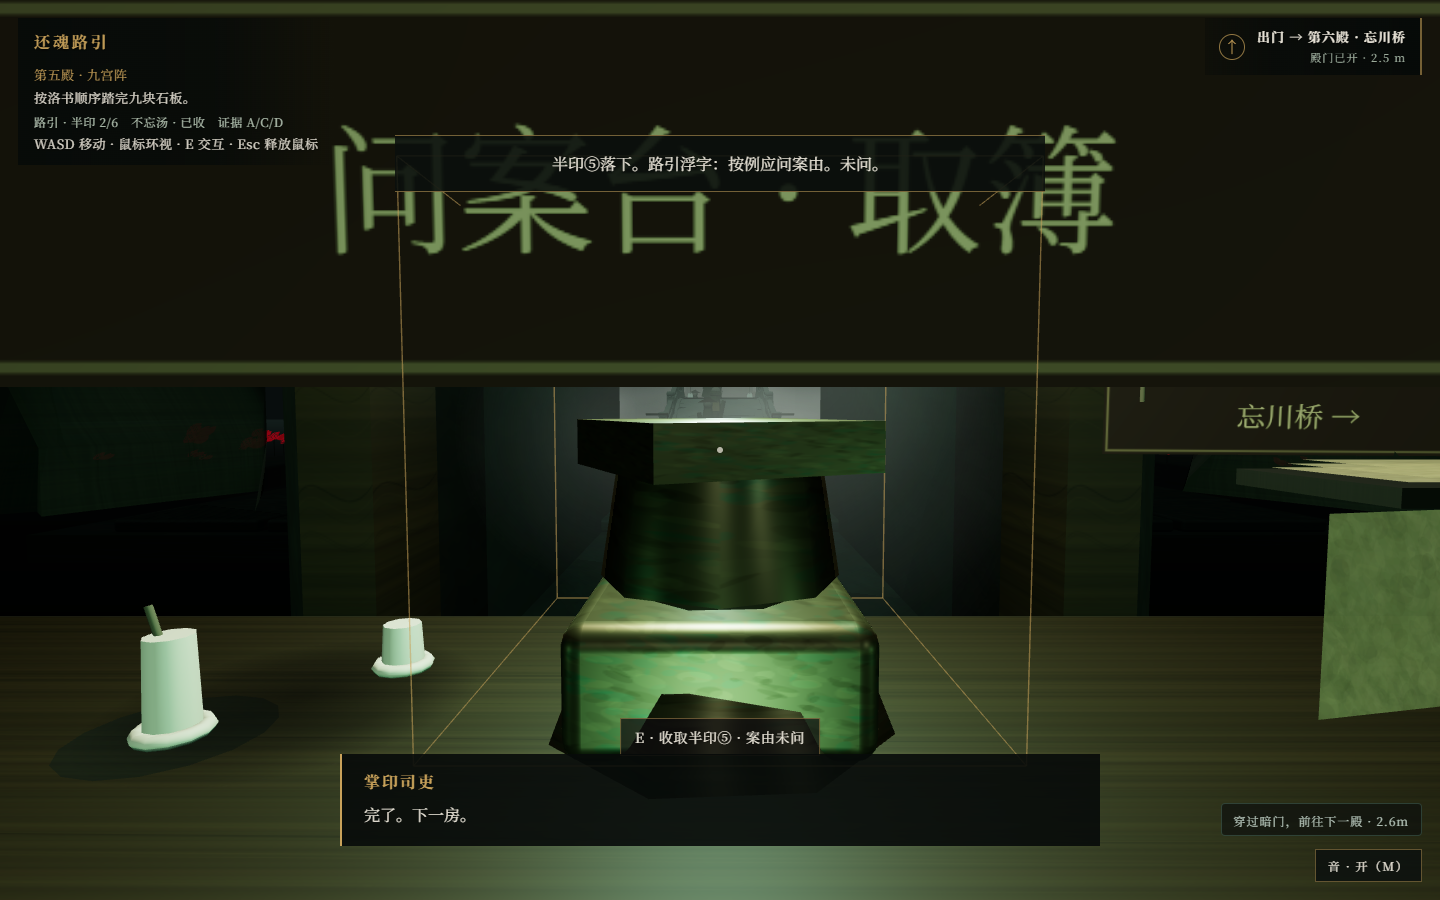 还魂路引
第五殿 · 九宫阵
按洛书顺序踏完九块石板。
路引 · 半印 2/6 不忘汤 · 已收 证据 A/C/D
WASD 移动 · 鼠标环视 · E 交互 · Esc 释放鼠标
出门 → 第六殿 · 忘川桥
殿门已开 · 2.5 m
半印⑤落下。路引浮字：按例应问案由。未问。
问案台 · 取簿
忘川桥 →
E · 收取半印⑤ · 案由未问
掌印司吏
完了。下一房。
穿过暗门，前往下一殿 · 2.6m
音 · 开（M）